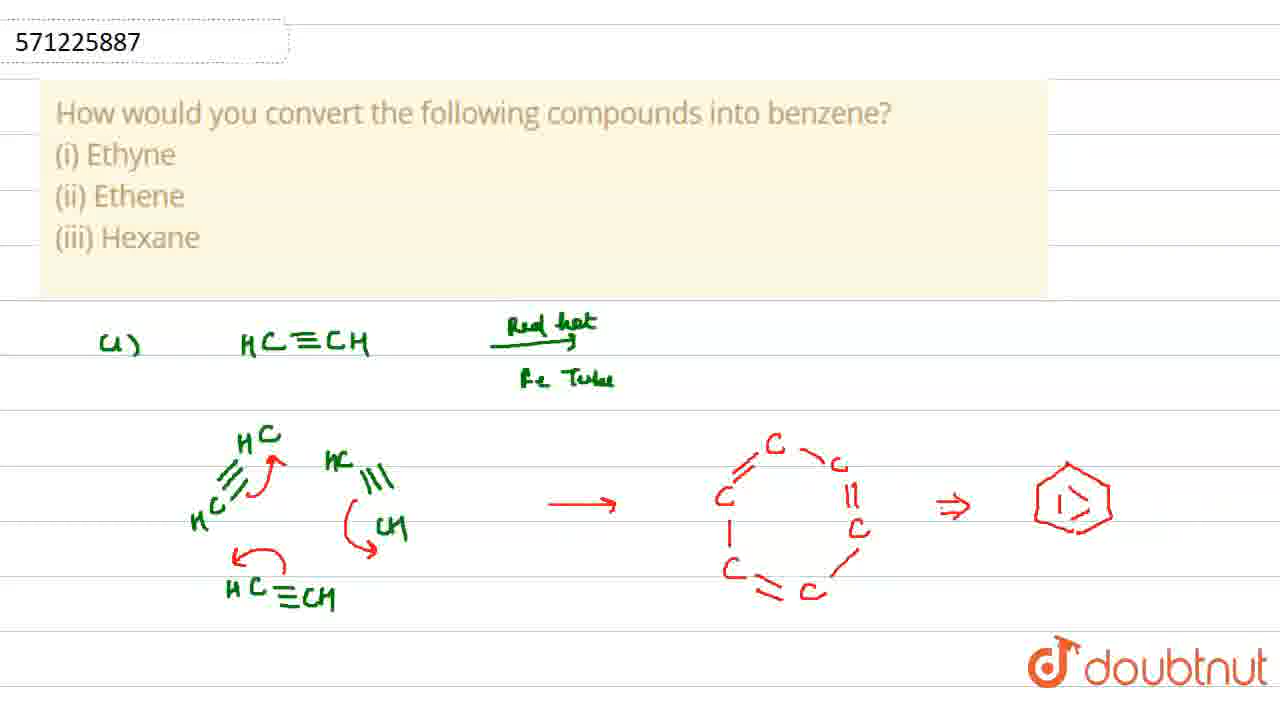 571225887
How would you convert the following compounds into benzene?
(i) Ethyne
(ii) Ethene
(iii) Hexane
(i) HC≡CH Red hot
Fe Tube
HC HC
HC CH
HC≡CH
C C
C C
C C
doubtnut